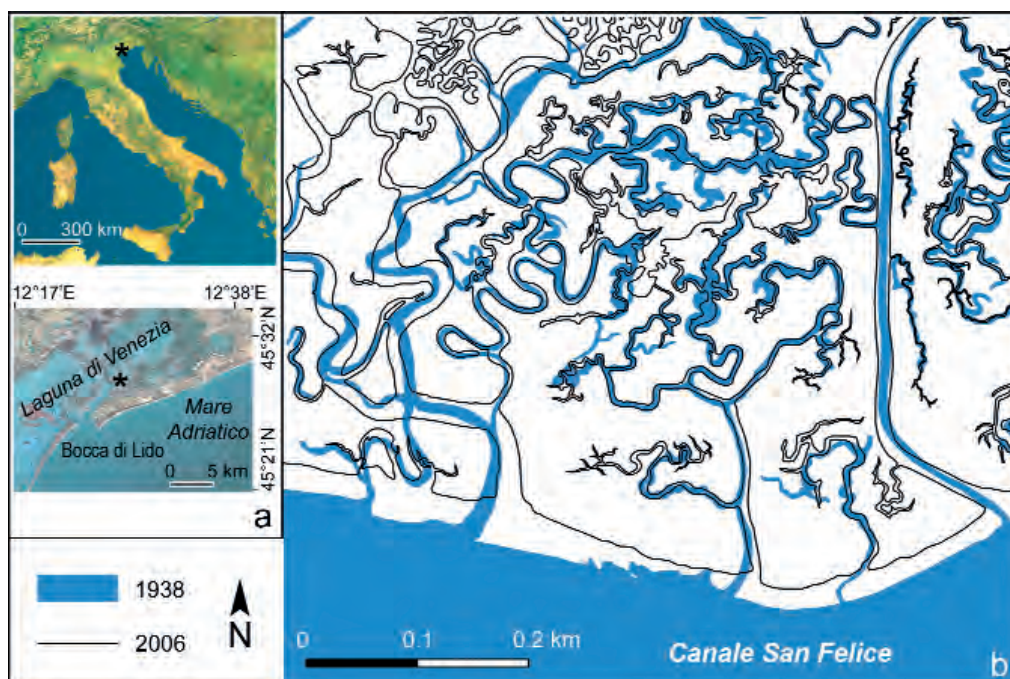 *
0 300 km
12°17'E 12°38'E
45°32'N
Laguna di Venezia
*
Mare
Adriatico
Bocca di Lido
0 5 km
45°21'N
a
1938
2006
N
0 0.1 0.2 km
Canale San Felice
b